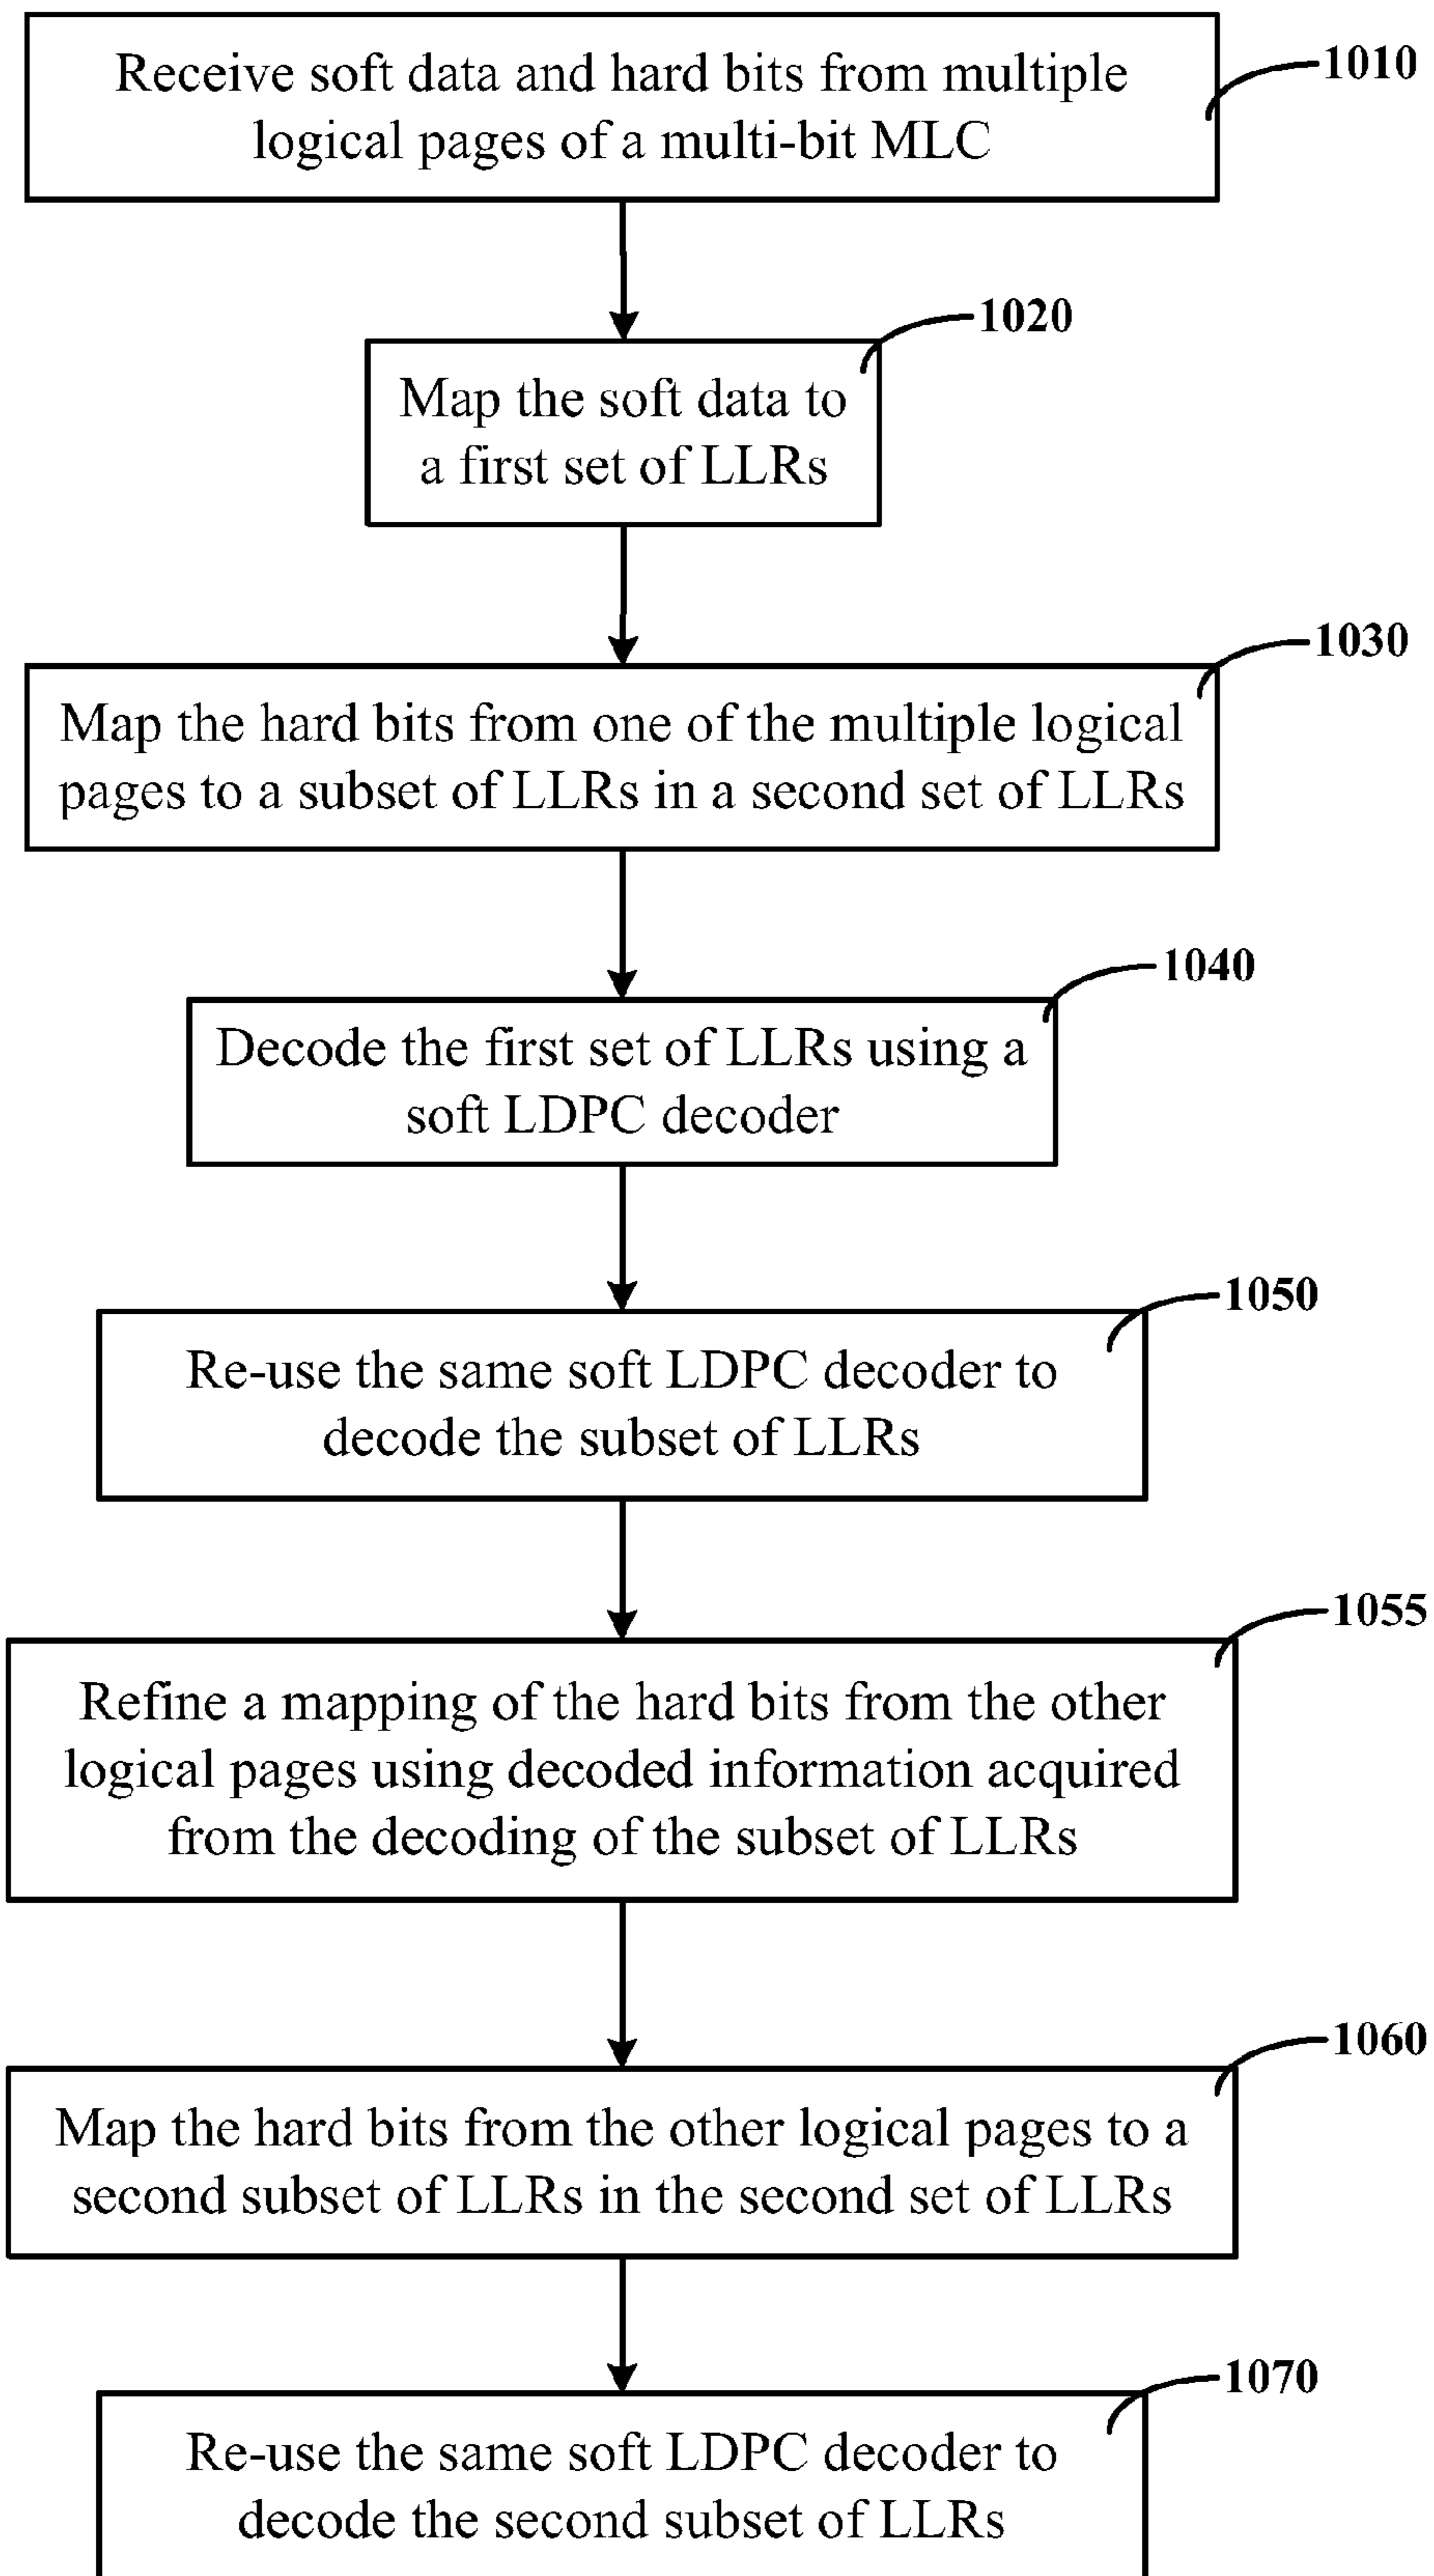 Receive soft data and hard bits from multiple
logical pages of a multi-bit MLC
1010
1020
Map the soft data to
a first set of LLRs
1030
Map the hard bits from one of the multiple logical
pages to a subset of LLRs in a second set of LLRs
1040
Decode the first set of LLRs using a
soft LDPC decoder
1050
Re-use the same soft LDPC decoder to
decode the subset of LLRs
1055
Refine a mapping of the hard bits from the other
logical pages using decoded information acquired
from the decoding of the subset of LLRs
1060
Map the hard bits from the other logical pages to a
second subset of LLRs in the second set of LLRs
1070
Re-use the same soft LDPC decoder to
decode the second subset of LLRs